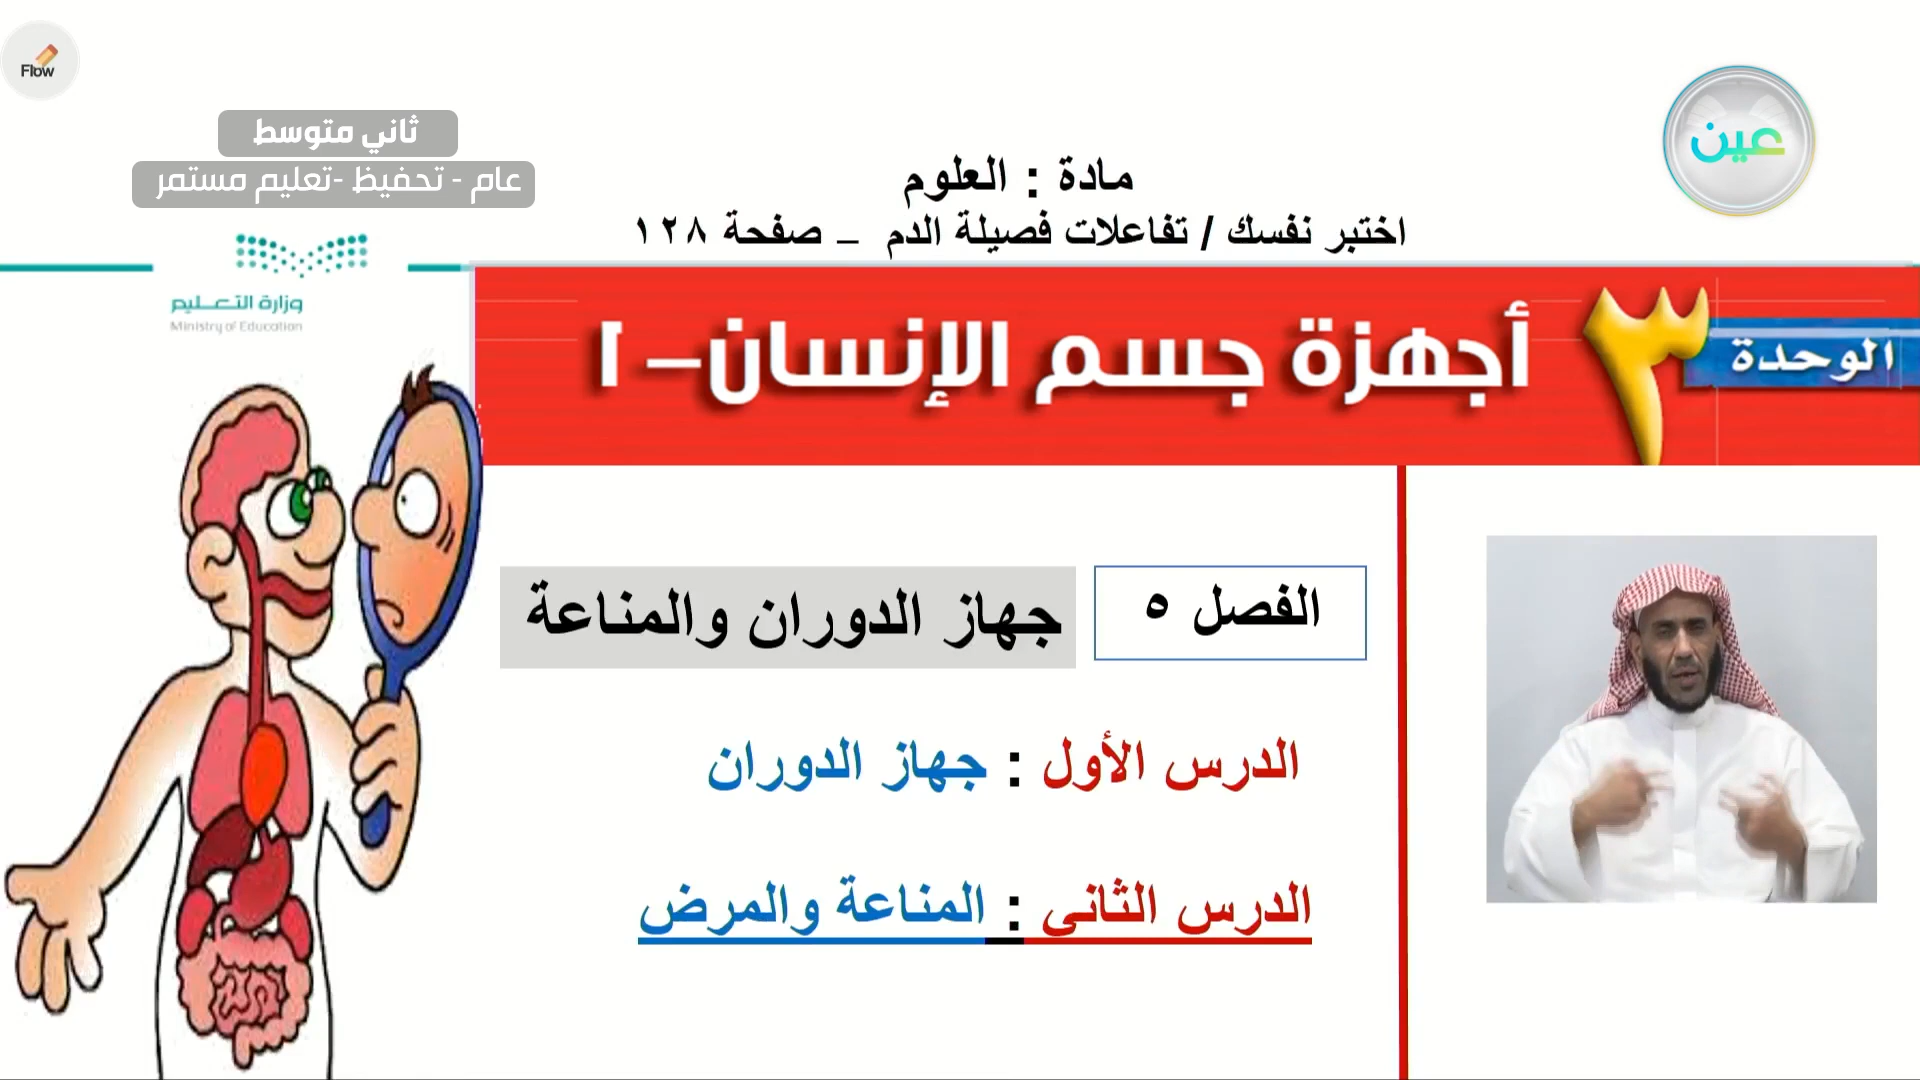 Flow
عين
ثاني متوسط
عام - تحفيظ -تعليم مستمر
مادة : العلوم
اختبر نفسك / تفاعلات فصيلة الدم – صفحة ١٢٨
وزارة التعليم
Ministry of Education
الوحدة ٣ أجهزة جسم الإنسان–١
الفصل ٥ جهاز الدوران والمناعة
الدرس الأول : جهاز الدوران
الدرس الثانى : المناعة والمرض